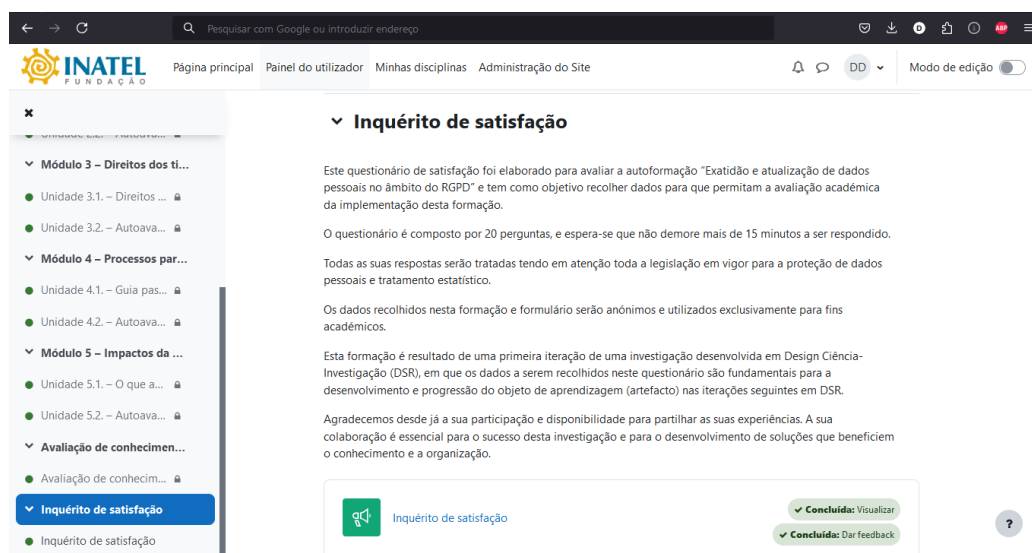 Pesquisar com Google ou introduzir endereço
D
ABP
INATEL
FUNDAÇÃO
Página principal
Painel do utilizador
Minhas disciplinas
Administração do Site
DD
Modo de edição
Módulo 3 – Direitos dos ti...
Unidade 3.1. – Direitos ...
Unidade 3.2. – Autoava...
Módulo 4 – Processos par...
Unidade 4.1. – Guia pas...
Unidade 4.2. – Autoava...
Módulo 5 – Impactos da ...
Unidade 5.1. – O que a...
Unidade 5.2. – Autoava...
Avaliação de conhecimen...
Avaliação de conhecim...
Inquérito de satisfação
Inquérito de satisfação
Inquérito de satisfação
Este questionário de satisfação foi elaborado para avaliar a autoformação “Exatidão e atualização de dados
pessoais no âmbito do RGPD” e tem como objetivo recolher dados para que permitam a avaliação académica
da implementação desta formação.
O questionário é composto por 20 perguntas, e espera-se que não demore mais de 15 minutos a ser respondido.
Todas as suas respostas serão tratadas tendo em atenção toda a legislação em vigor para a proteção de dados
pessoais e tratamento estatístico.
Os dados recolhidos nesta formação e formulário serão anónimos e utilizados exclusivamente para fins
académicos.
Esta formação é resultado de uma primeira iteração de uma investigação desenvolvida em Design Ciência-
Investigação (DSR), em que os dados a serem recolhidos neste questionário são fundamentais para a
desenvolvimento e progressão do objeto de aprendizagem (artefacto) nas iterações seguintes em DSR.
Agradecemos desde já a sua participação e disponibilidade para partilhar as suas experiências. A sua
colaboração é essencial para o sucesso desta investigação e para o desenvolvimento de soluções que beneficiem
o conhecimento e a organização.
Inquérito de satisfação
Concluída: Visualizar
Concluída: Dar feedback
?